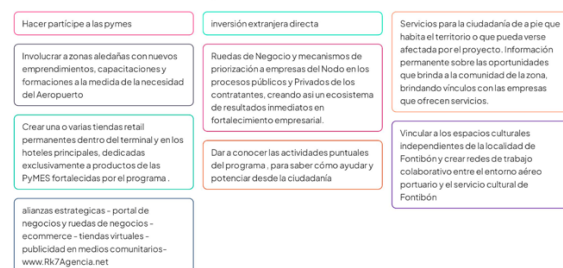 Hacer partícipe a las pymes
Involucrar a zonas aledañas con nuevos
emprendimientos, capacitaciones y
formaciones a la medida de la necesidad
del Aeropuerto
Crear una o varias tiendas retail
permanentes dentro del terminal y en los
hoteles principales, dedicadas
exclusivamente a productos de las
PyMES fortalecidas por el programa .
alianzas estrategicas - portal de
negocios y ruedas de negocios -
ecommerce - tiendas virtuales -
publicidad en medios comunitarios-
www.Rk7Agencia.net
inversión extranjera directa
Ruedas de Negocio y mecanismos de
priorización a empresas del Nodo en los
procesos públicos y Privados de los
contratantes, creando asi un ecosistema
de resultados inmediatos en
fortalecimiento empresarial.
Dar a conocer las actividades puntuales
del programa , para saber cómo ayudar y
potenciar desde la ciudadanía
Servicios para la ciudadanía de a pie que
habita el territorio o que pueda verse
afectada por el proyecto. Información
permanente sobre las oportunidades
que brinda a la comunidad de la zona,
brindando vínculos con las empresas
que ofrecen servicios.
Vincular a los espacios culturales
independientes de la localidad de
Fontibón y crear redes de trabajo
colaborativo entre el entorno aéreo
portuario y el servicio cultural de
Fontibón